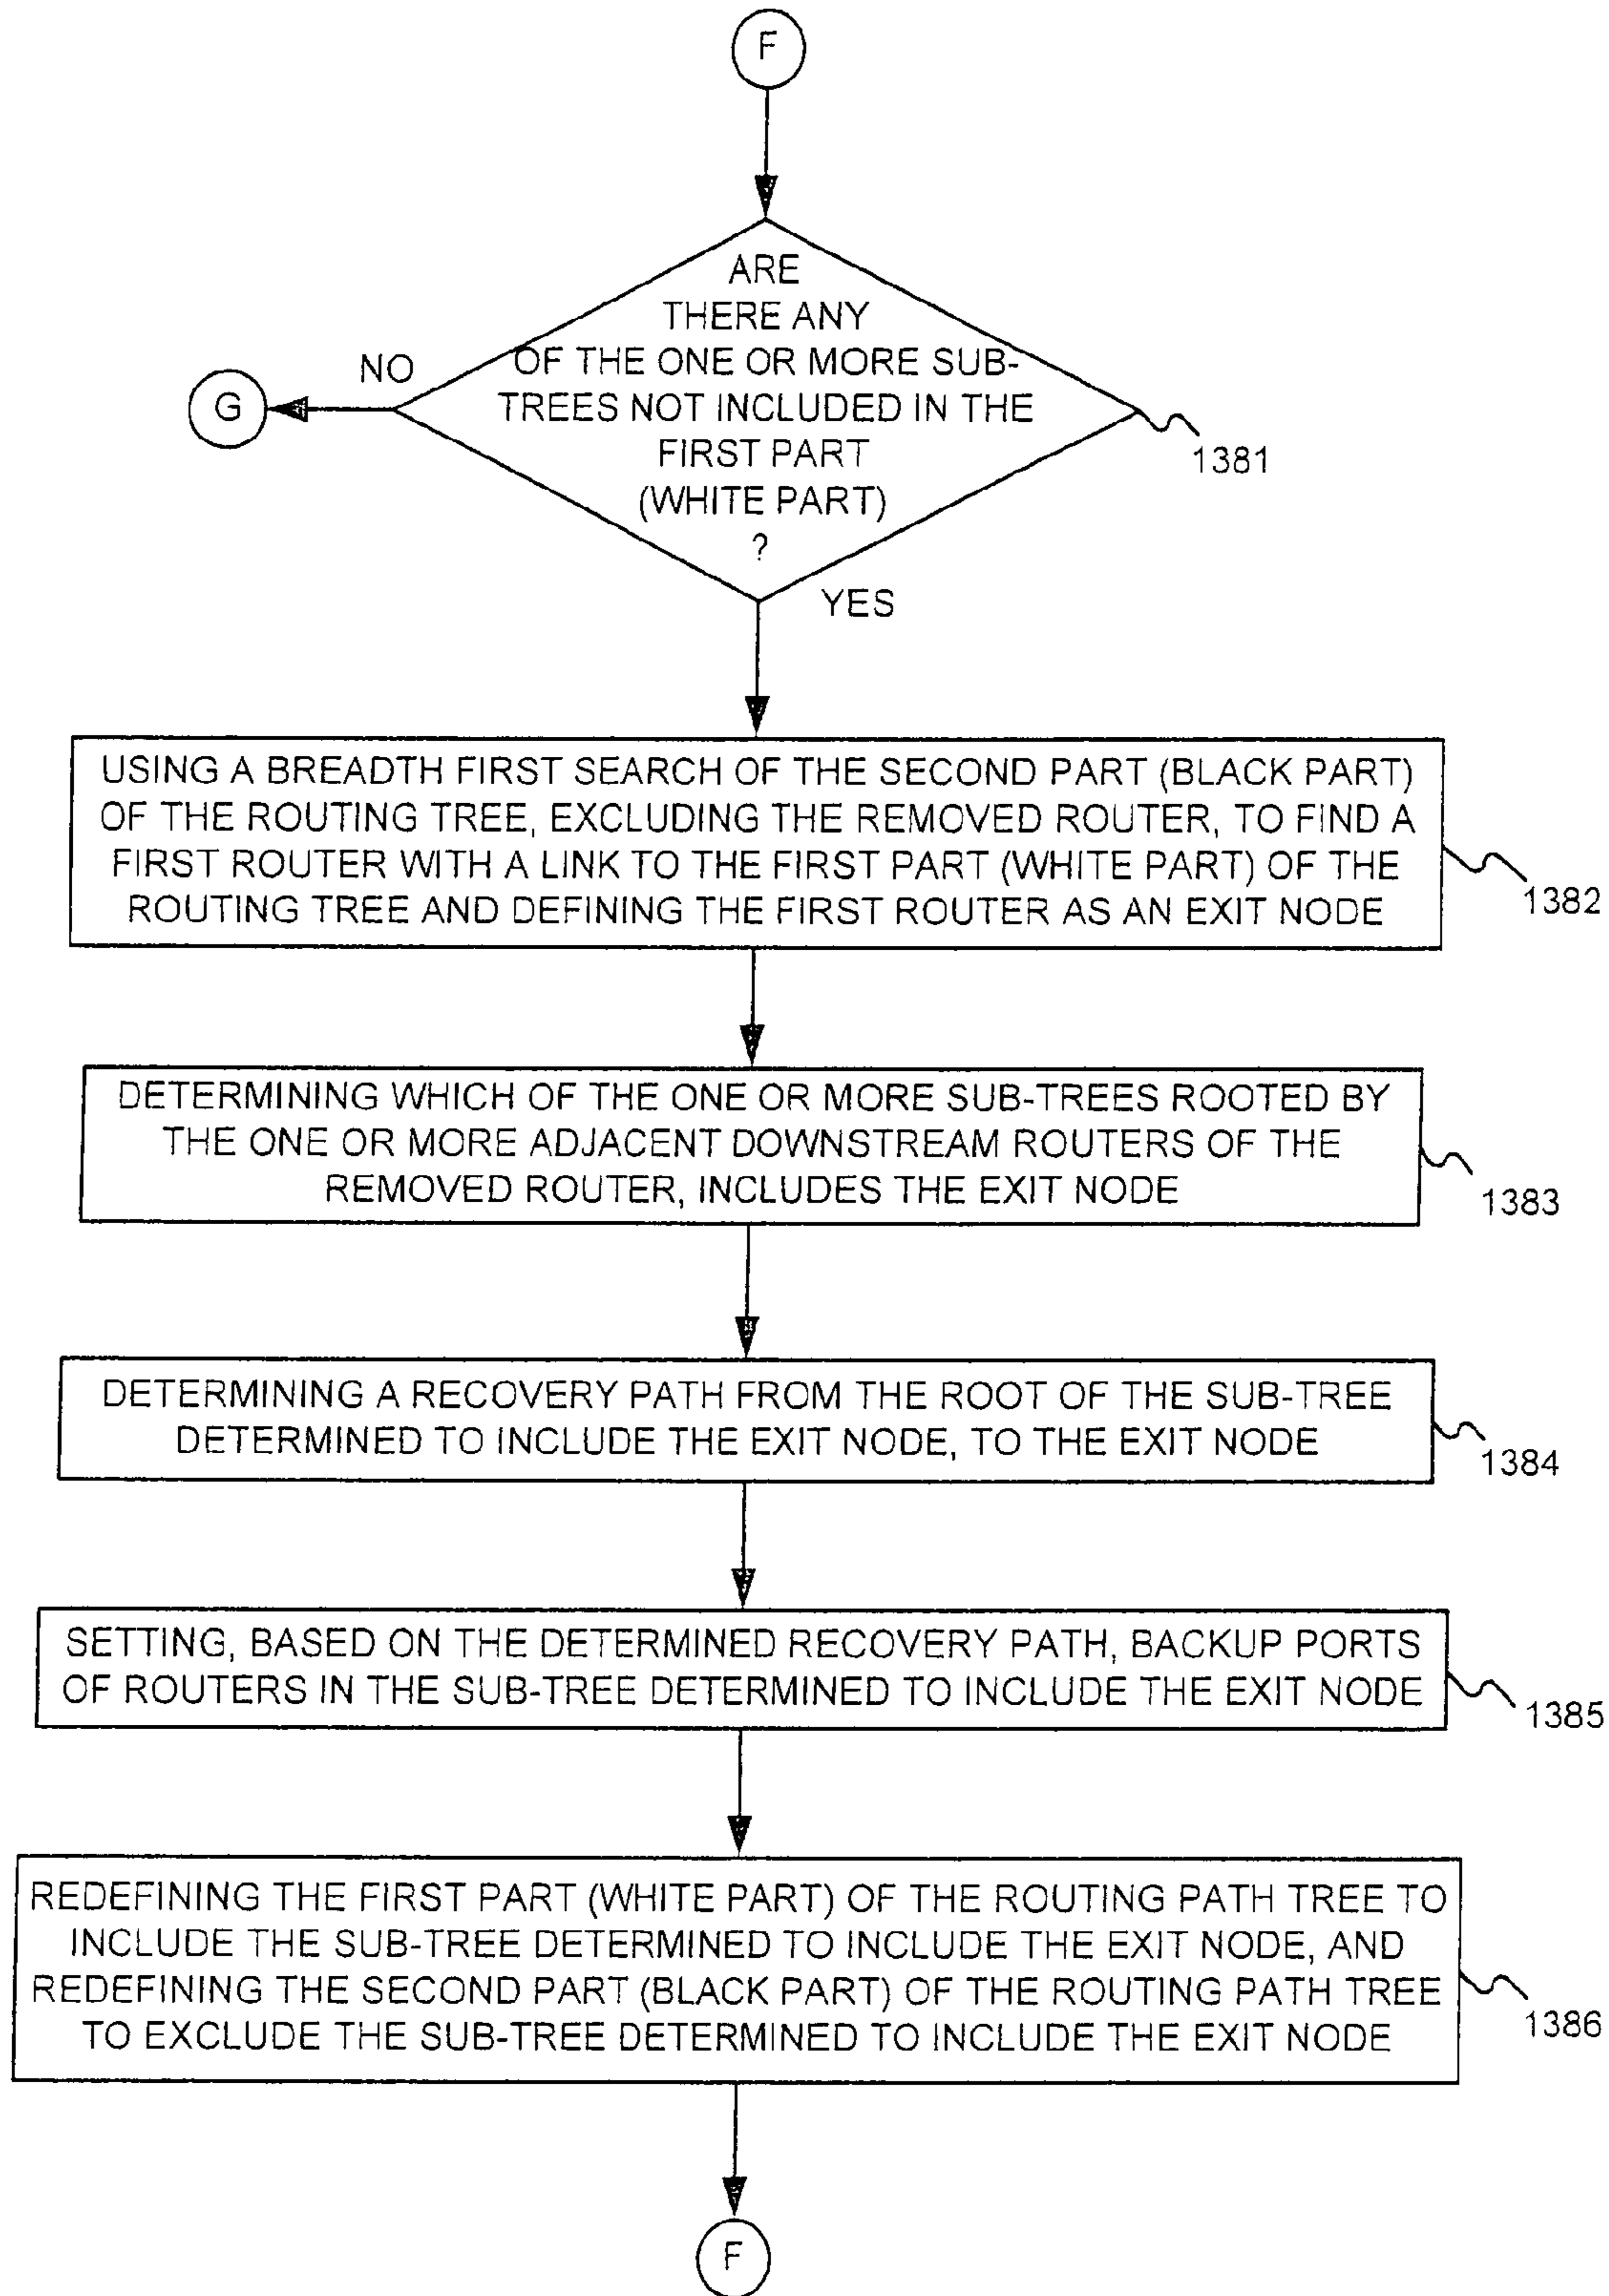 F
ARE
THERE ANY
OF THE ONE OR MORE SUB-
TREES NOT INCLUDED IN THE
FIRST PART
(WHITE PART)
?
NO
G
1381
YES
USING A BREADTH FIRST SEARCH OF THE SECOND PART (BLACK PART)
OF THE ROUTING TREE, EXCLUDING THE REMOVED ROUTER, TO FIND A
FIRST ROUTER WITH A LINK TO THE FIRST PART (WHITE PART) OF THE
ROUTING TREE AND DEFINING THE FIRST ROUTER AS AN EXIT NODE
1382
DETERMINING WHICH OF THE ONE OR MORE SUB-TREES ROOTED BY
THE ONE OR MORE ADJACENT DOWNSTREAM ROUTERS OF THE
REMOVED ROUTER, INCLUDES THE EXIT NODE
1383
DETERMINING A RECOVERY PATH FROM THE ROOT OF THE SUB-TREE
DETERMINED TO INCLUDE THE EXIT NODE, TO THE EXIT NODE
1384
SETTING, BASED ON THE DETERMINED RECOVERY PATH, BACKUP PORTS
OF ROUTERS IN THE SUB-TREE DETERMINED TO INCLUDE THE EXIT NODE
1385
REDEFINING THE FIRST PART (WHITE PART) OF THE ROUTING PATH TREE TO
INCLUDE THE SUB-TREE DETERMINED TO INCLUDE THE EXIT NODE, AND
REDEFINING THE SECOND PART (BLACK PART) OF THE ROUTING PATH TREE
TO EXCLUDE THE SUB-TREE DETERMINED TO INCLUDE THE EXIT NODE
1386
F